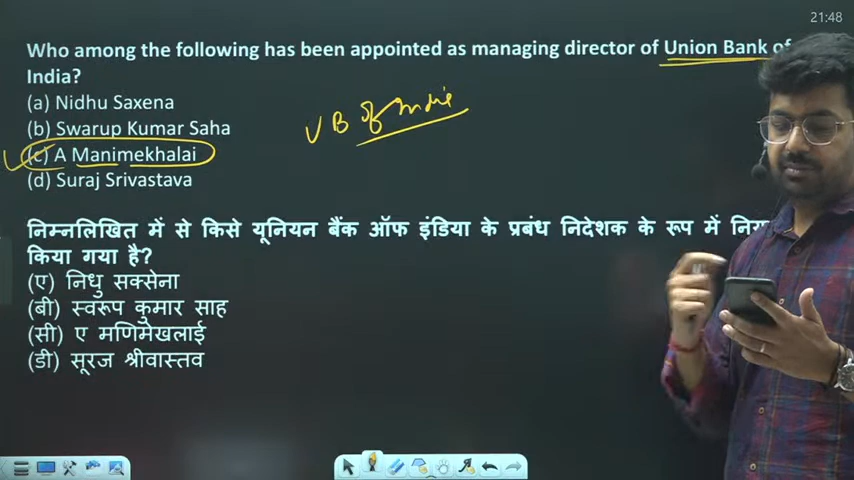 21:48
Who among the following has been appointed as managing director of Union Bank of
India?
(a) Nidhu Saxena
(b) Swarup Kumar Saha
(c) A Manimekhalai
(d) Suraj Srivastava
UB of India
निम्नलिखित में से किसे यूनियन बैंक ऑफ इंडिया के प्रबंध निदेशक के रूप में
किया गया है?
(ए) निधु सक्सेना
(बी) स्वरूप कुमार साह
(सी) ए मणिमेखलाई
(डी) सूरज श्रीवास्तव